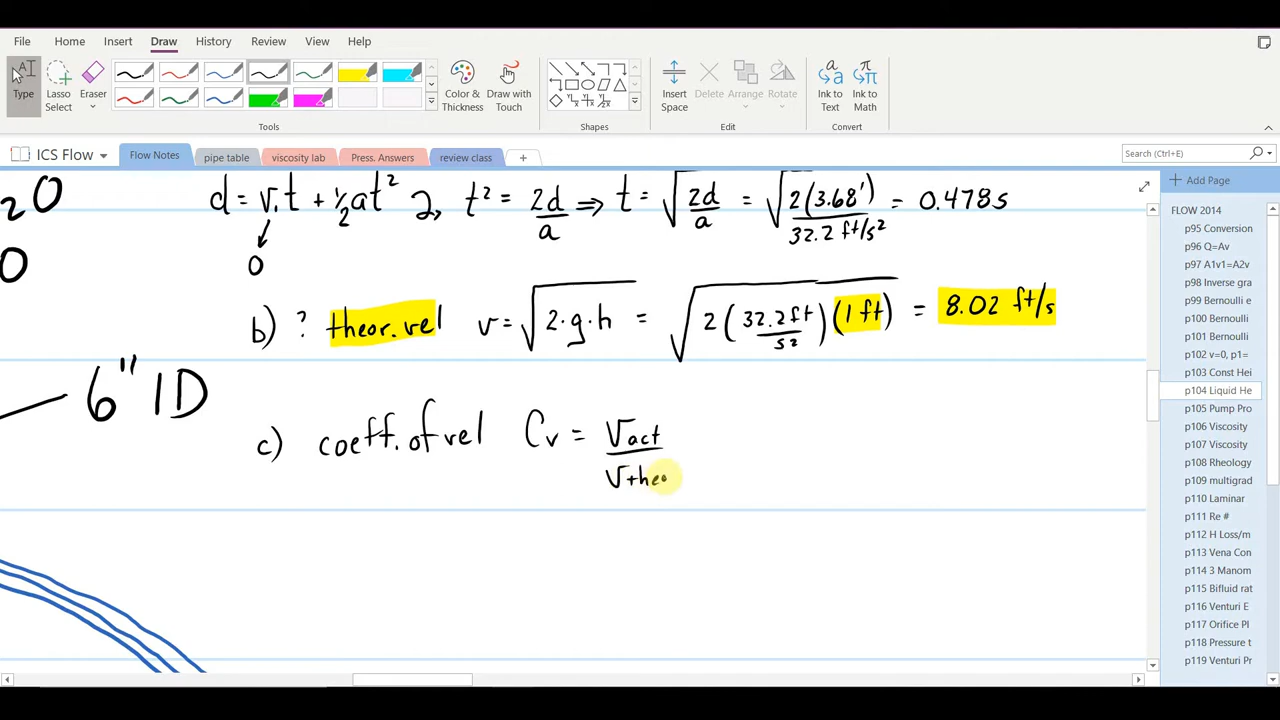 File Home Insert Draw History Review View Help
Type Lasso Select Eraser Color & Thickness Draw with Touch Insert Space Delete Arrange Rotate Ink to Text Ink to Math
Tools Shapes Edit Convert
ICS Flow Flow Notes pipe table viscosity lab Press. Answers review class + Search (Ctrl+E)
+ Add Page
FLOW 2014
p95 Conversion
p96 Q=Av
p97 A1v1=A2v
p98 Inverse gra
p99 Bernoulli e
p100 Bernoulli
p101 Bernoulli
p102 v=0, p1=
p103 Const Hei
p104 Liquid He
p105 Pump Pro
p106 Viscosity
p107 Viscosity
p108 Rheology
p109 multigrad
p110 Laminar
p111 Re #
p112 H Loss/m
p113 Vena Con
p114 3 Manom
p115 Bifluid rat
p116 Venturi E
p117 Orifice Pl
p118 Pressure t
p119 Venturi Pr
₂O
O
d = vᵢt + ½at² t² = 2d/a ⇒ t = √(2d/a) = √(2(3.68')/32.2 ft/s²) = 0.478s
0
b) ? theor. vel v = √2·g·h = √2(32.2ft/s²)(1 ft) = 8.02 ft/s
6" ID
c) coeff. of vel Cv = Vact/Vtheo